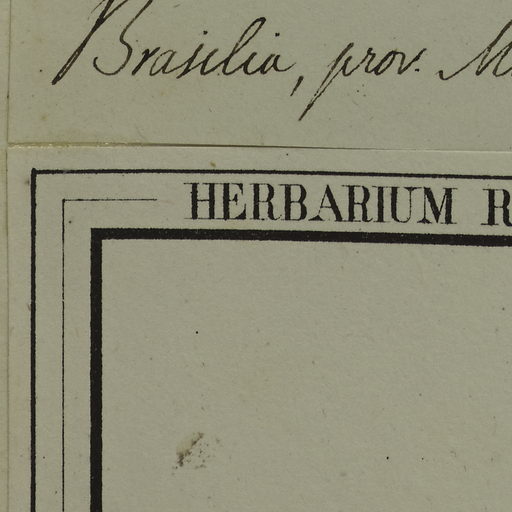 Brasilia, prov. M
HERBARIUM R